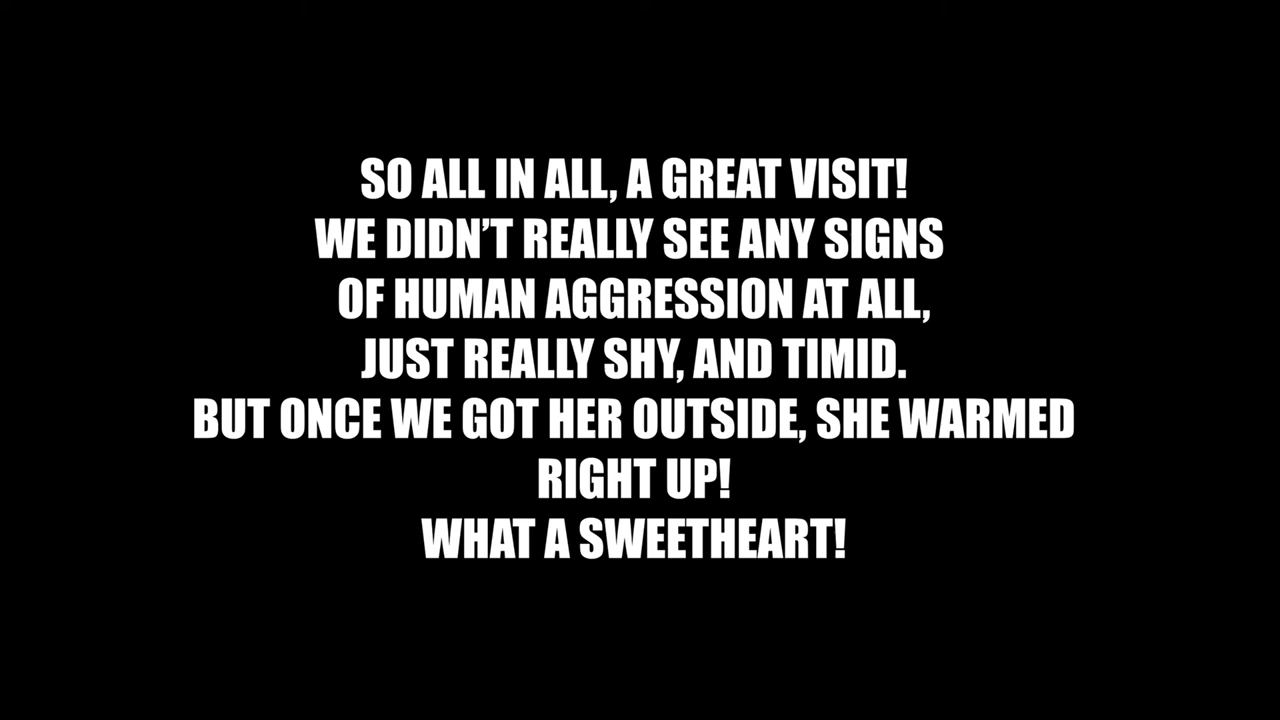 SO ALL IN ALL, A GREAT VISIT!
WE DIDN’T REALLY SEE ANY SIGNS
OF HUMAN AGGRESSION AT ALL,
JUST REALLY SHY, AND TIMID.
BUT ONCE WE GOT HER OUTSIDE, SHE WARMED
RIGHT UP!
WHAT A SWEETHEART!